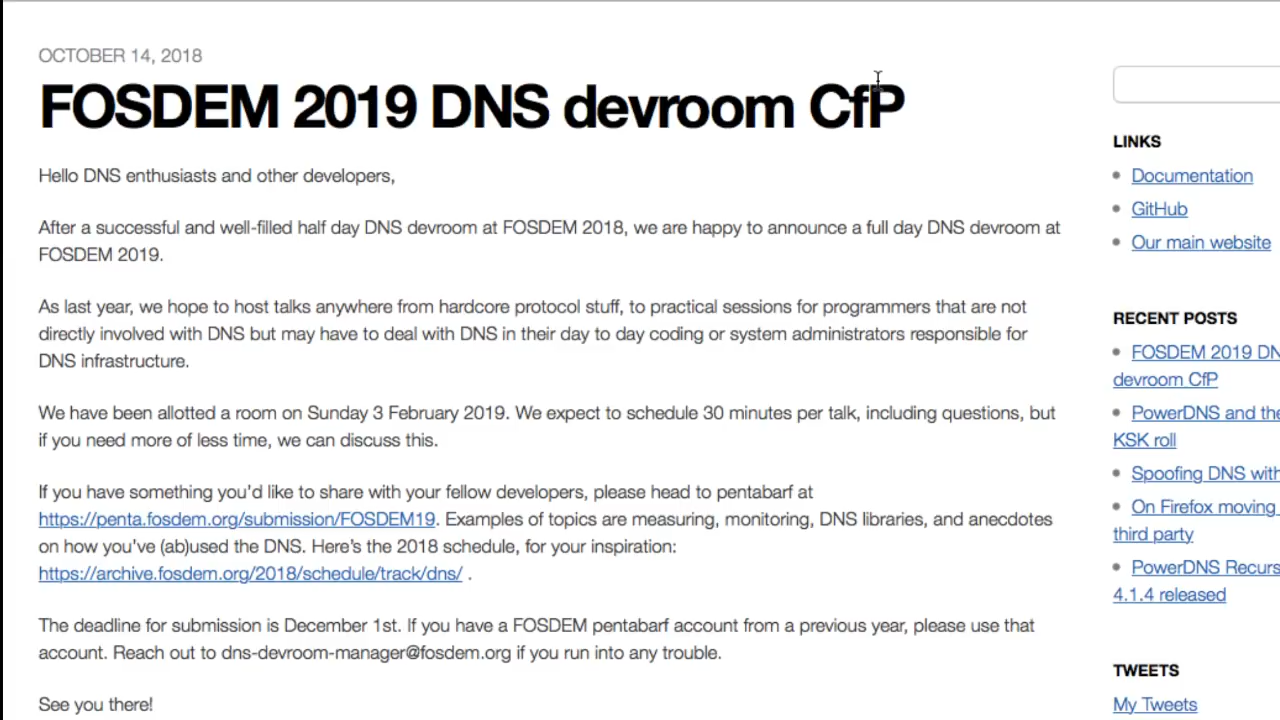 OCTOBER 14, 2018
FOSDEM 2019 DNS devroom CfP
Hello DNS enthusiasts and other developers,
After a successful and well-filled half day DNS devroom at FOSDEM 2018, we are happy to announce a full day DNS devroom at
FOSDEM 2019.
As last year, we hope to host talks anywhere from hardcore protocol stuff, to practical sessions for programmers that are not
directly involved with DNS but may have to deal with DNS in their day to day coding or system administrators responsible for
DNS infrastructure.
We have been allotted a room on Sunday 3 February 2019. We expect to schedule 30 minutes per talk, including questions, but
if you need more of less time, we can discuss this.
If you have something you'd like to share with your fellow developers, please head to pentabarf at
https://penta.fosdem.org/submission/FOSDEM19. Examples of topics are measuring, monitoring, DNS libraries, and anecdotes
on how you've (ab)used the DNS. Here's the 2018 schedule, for your inspiration:
https://archive.fosdem.org/2018/schedule/track/dns/ .
The deadline for submission is December 1st. If you have a FOSDEM pentabarf account from a previous year, please use that
account. Reach out to dns-devroom-manager@fosdem.org if you run into any trouble.
See you there!
LINKS
Documentation
GitHub
Our main website
RECENT POSTS
FOSDEM 2019 DN
devroom CfP
PowerDNS and the
KSK roll
Spoofing DNS with
On Firefox moving
third party
PowerDNS Recurs
4.1.4 released
TWEETS
My Tweets